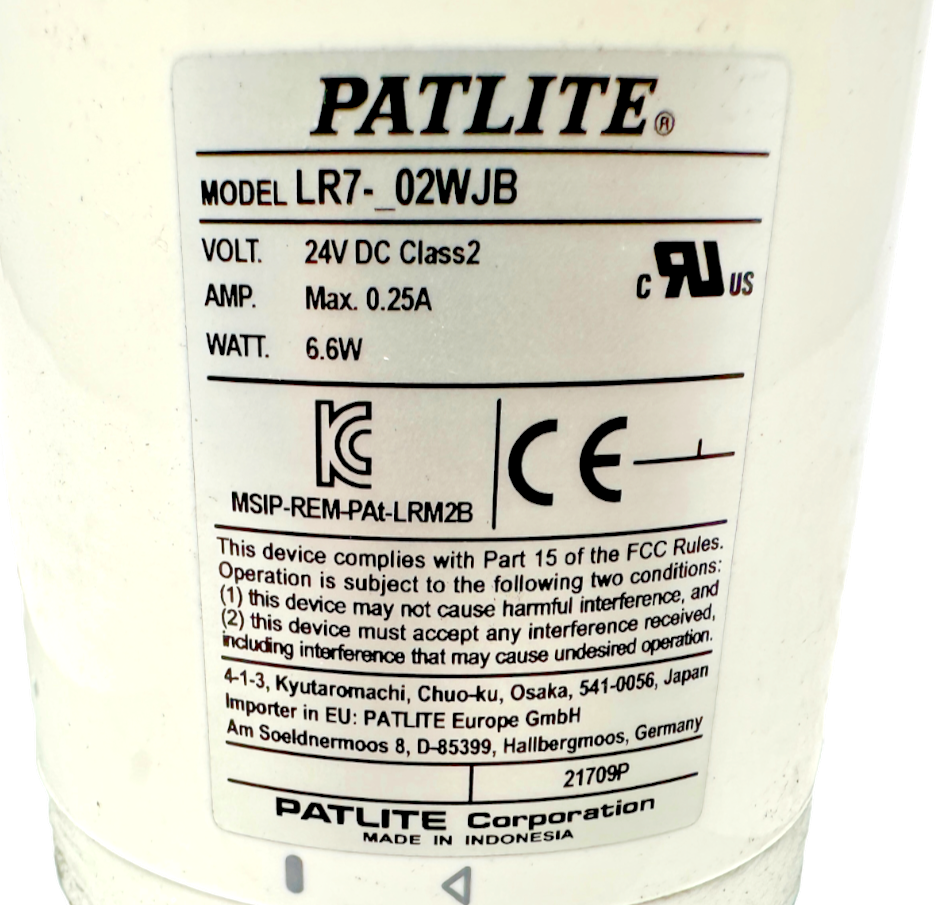 PATLITE®
MODEL LR7-_02WJB
VOLT. 24V DC Class2
AMP. Max. 0.25A
WATT. 6.6W
C RU US
KC
MSIP-REM-PAt-LRM2B
CE
This device complies with Part 15 of the FCC Rules.
Operation is subject to the following two conditions:
(1) this device may not cause harmful interference, and
(2) this device must accept any interference received,
including interference that may cause undesired operation.
4-1-3, Kyutaromachi, Chuo-ku, Osaka, 541-0056, Japan
Importer in EU: PATLITE Europe GmbH
Am Soeldnermoos 8, D-85399, Hallbergmoos, Germany
21709P
PATLITE Corporation
MADE IN INDONESIA